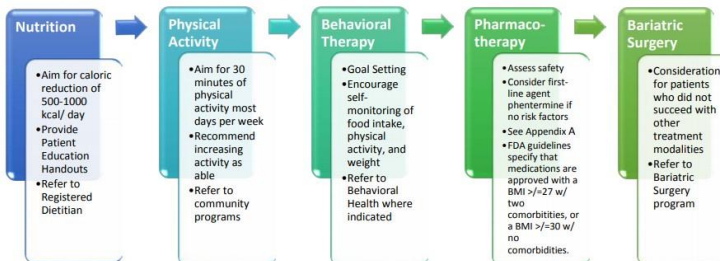 Nutrition
•Aim for caloric
reduction of
500-1000
kcal/ day
•Provide
Patient
Education
Handouts
•Refer to
Registered
Dietitian
Physical
Activity
•Aim for 30
minutes of
physical
activity most
days per week
•Recommend
increasing
activity as
able
•Refer to
community
programs
Behavioral
Therapy
•Goal Setting
•Encourage
self-
monitoring of
food intake,
physical
activity, and
weight
•Refer to
Behavioral
Health where
indicated
Pharmaco-
therapy
•Assess safety
•Consider first-
line agent
phentermine if
no risk factors
•See Appendix A
•FDA guidelines
specify that
medications are
approved with a
BMI >/=27 w/
two
comorbitities, or
a BMI >/=30 w/
no
comorbidities.
Bariatric
Surgery
•Consideration
for patients
who did not
succeed with
other
treatment
modalities
•Refer to
Bariatric
Surgery
program